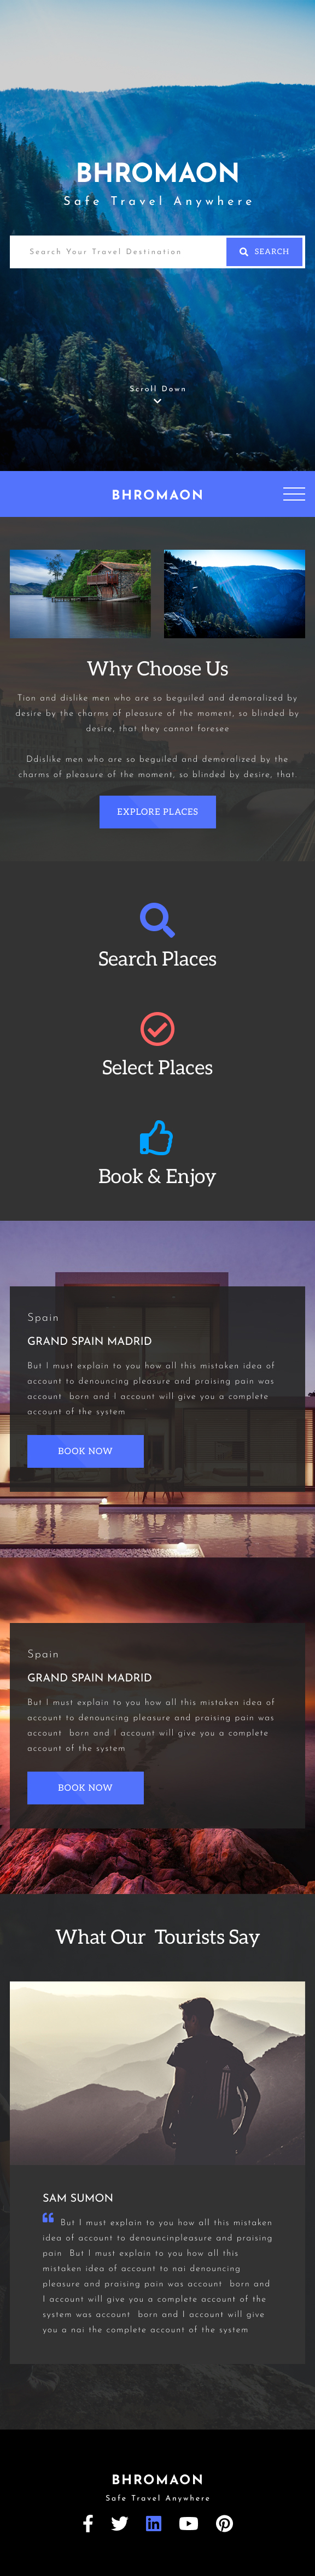 BHROMAON
Safe Travel Anywhere
Search Your Travel Destination
SEARCH
Scroll Down
BHROMAON
Why Choose Us
Tion and dislike men who are so beguiled and demoralized by
desire by the charms of pleasure of the moment, so blinded by
desire, that they cannot foresee
Ddislike men who are so beguiled and demoralized by the
charms of pleasure of the moment, so blinded by desire, that.
EXPLORE PLACES
Search Places
Select Places
Book & Enjoy
Spain
GRAND SPAIN MADRID
But I must explain to you how all this mistaken idea of
account to denouncing pleasure and praising pain was
account born and I account will give you a complete
account of the system
BOOK NOW
Spain
GRAND SPAIN MADRID
But I must explain to you how all this mistaken idea of
account to denouncing pleasure and praising pain was
account born and I account will give you a complete
account of the system
BOOK NOW
What Our Tourists Say
SAM SUMON
But I must explain to you how all this mistaken
idea of account to denouncinpleasure and praising
pain But I must explain to you how all this
mistaken idea of account to nai denouncing
pleasure and praising pain was account born and
I account will give you a complete account of the
system was account born and I account will give
you a nai the complete account of the system
BHROMAON
Safe Travel Anywhere